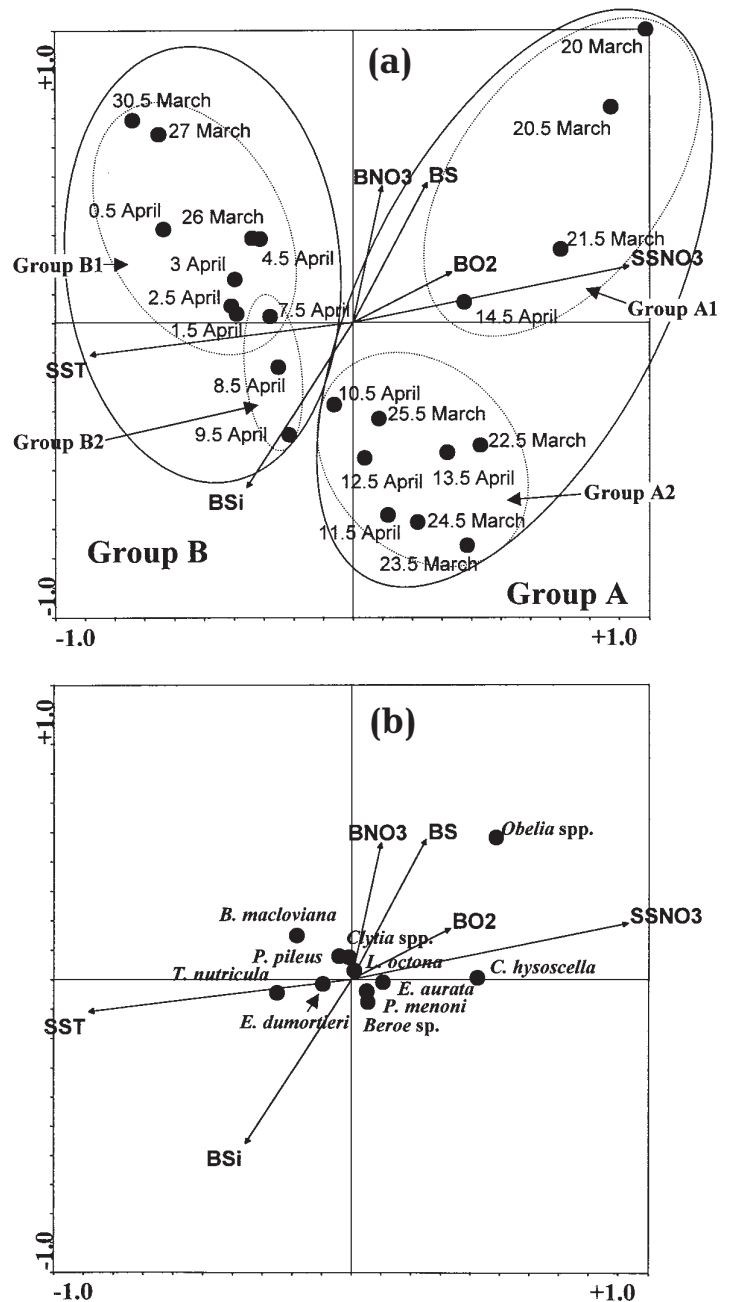 +1.0
(a)
20 March
30.5 March
27 March
20.5 March
BNO3
BS
0.5 April
26 March
21.5 March
SSNO3
4.5 April
Group B1
3 April
BO2
2.5 April
7.5 April
Group A1
14.5 April
1.5 April
SST
8.5 April
10.5 April
25.5 March
Group B2
9.5 April
22.5 March
12.5 April
13.5 April
Group A2
BSi
11.5 April
24.5 March
23.5 March
Group B
Group A
-1.0
-1.0
+1.0
+1.0
(b)
BNO3
BS
Obelia spp.
B. macloviana
BO2
SSNO3
Clytia spp.
P. pileus
L. octona
T. nutricula
C. hysoscella
E. aurata
P. menoni
E. dumortieri
Beroe sp.
SST
BSi
-1.0
-1.0
+1.0